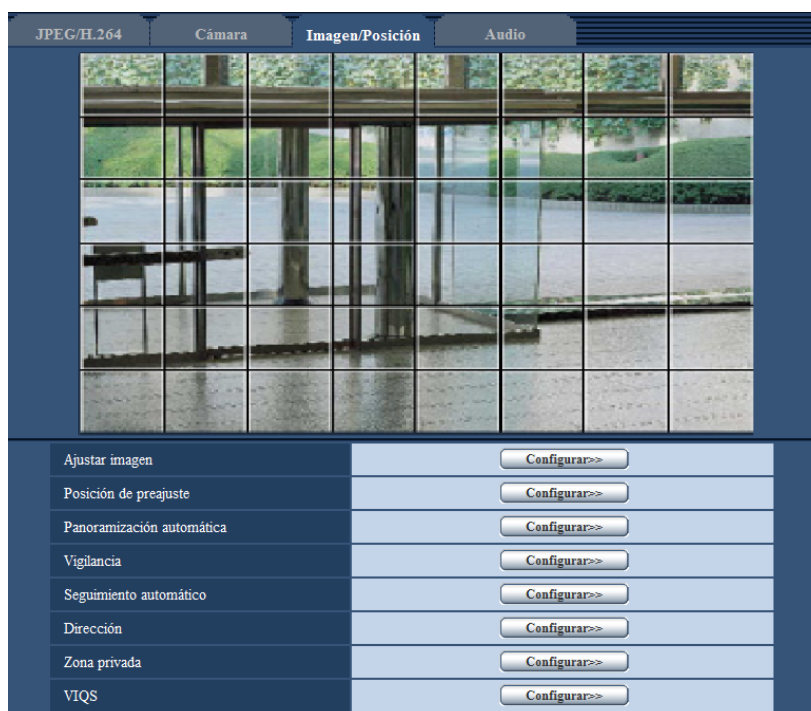 JPEG/H.264 Cámara Imagen/Posición Audio
Ajustar imagen Configurar>>
Posición de preajuste Configurar>>
Panoramización automática Configurar>>
Vigilancia Configurar>>
Seguimiento automático Configurar>>
Dirección Configurar>>
Zona privada Configurar>>
VIQS Configurar>>